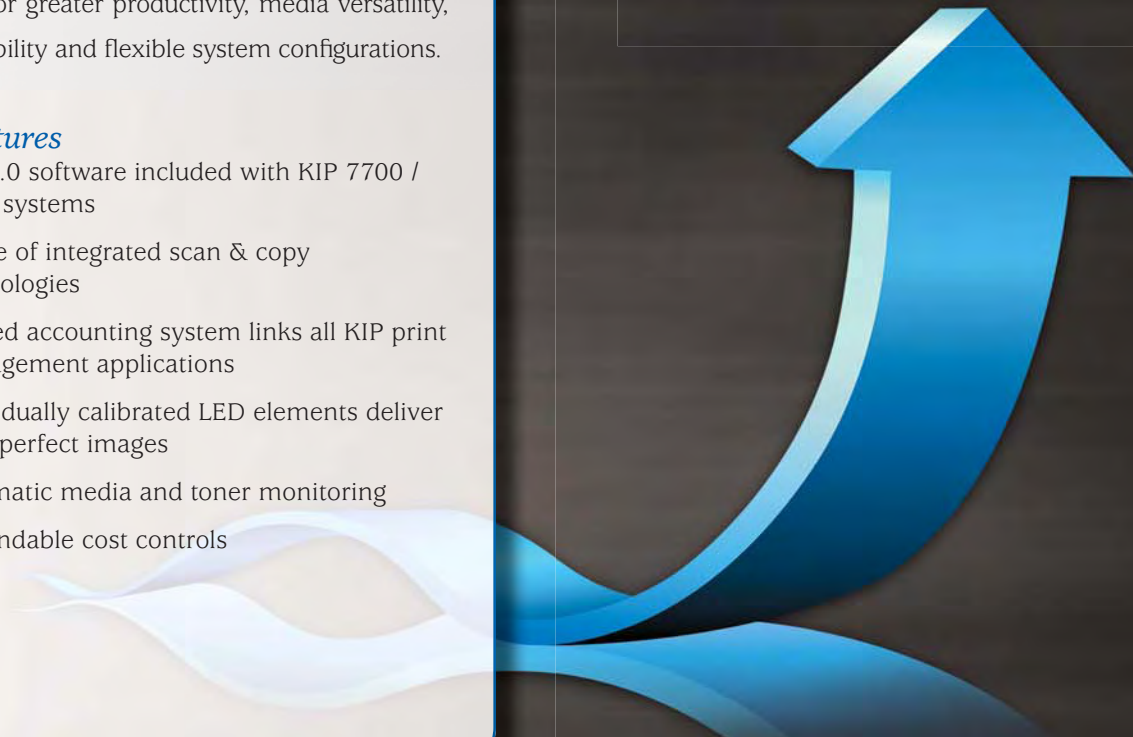 or greater productivity, media versatility,
bility and flexible system configurations.
tures
.0 software included with KIP 7700 /
systems
e of integrated scan & copy
ologies
ed accounting system links all KIP print
gement applications
dually calibrated LED elements deliver
perfect images
matic media and toner monitoring
ndable cost controls